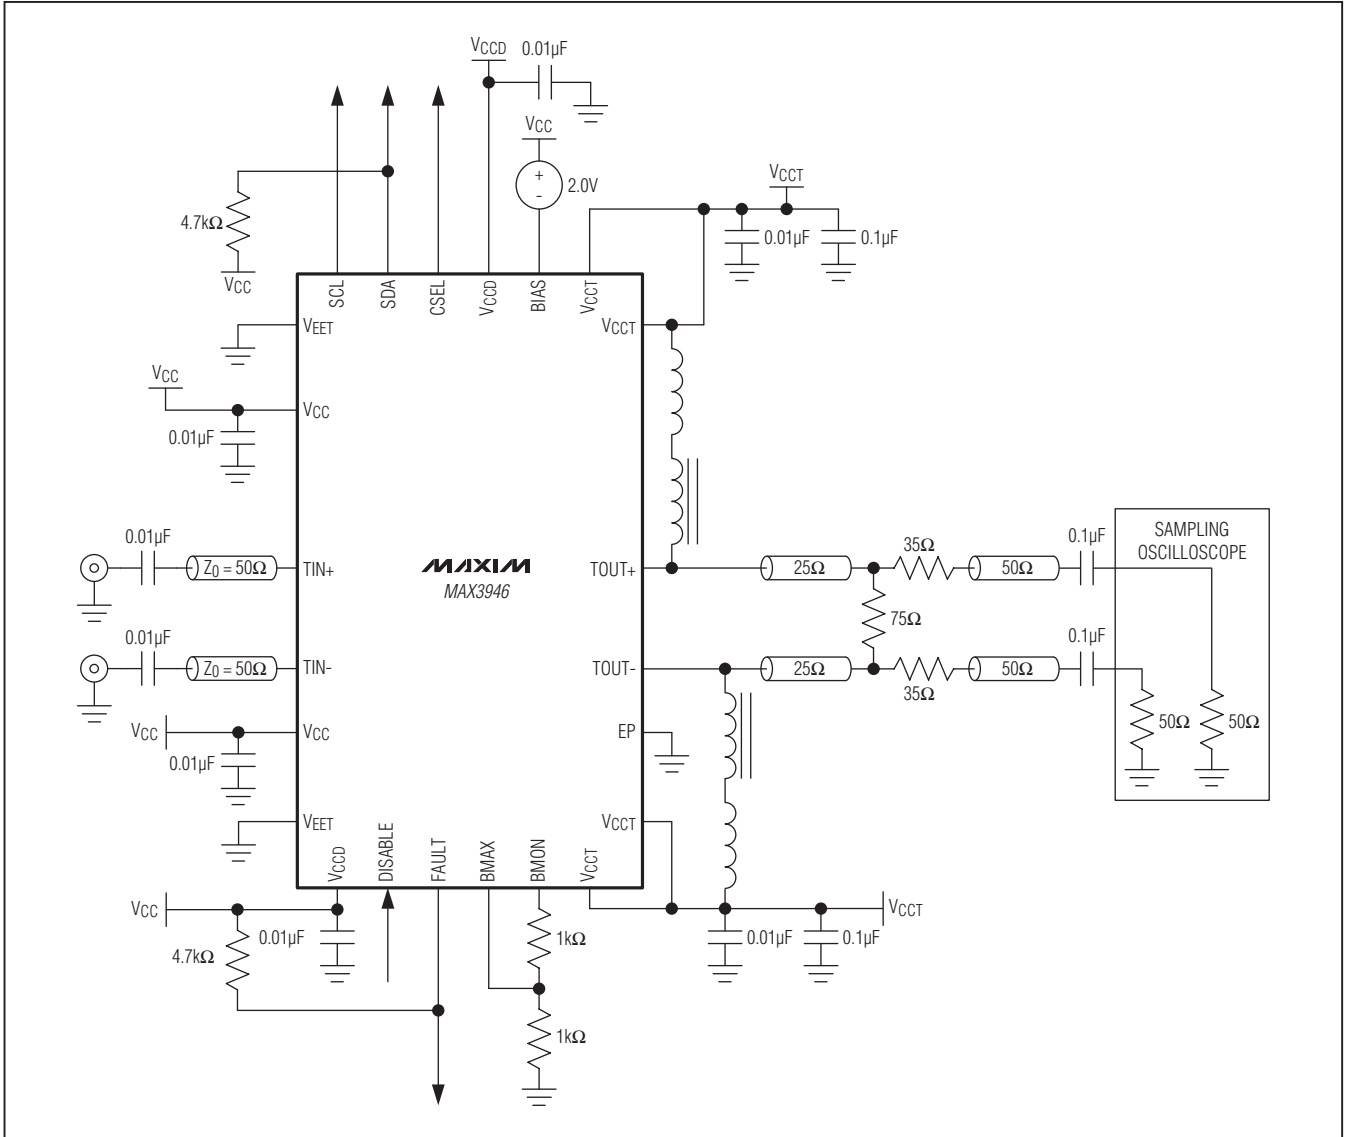 VCCD 0.01µF
VCC
+
-
2.0V
VCCT
0.01µF 0.1µF
4.7kΩ
VCC
SCL SDA CSEL VCCD BIAS VCCT
VEET VCCT
VCC
VCC
0.01µF
0.01µF
Z0 = 50Ω TIN+
MAXIM
MAX3946
TOUT+ 25Ω 35Ω 50Ω 0.1µF
SAMPLING
OSCILLOSCOPE
75Ω
0.01µF
Z0 = 50Ω TIN-
TOUT- 25Ω 35Ω 50Ω 0.1µF
50Ω 50Ω
VCC VCC
0.01µF
EP
VEET VCCT
VCCD DISABLE FAULT BMAX BMON VCCT
VCC
4.7kΩ 0.01µF
1kΩ
0.01µF 0.1µF
VCCT
1kΩ